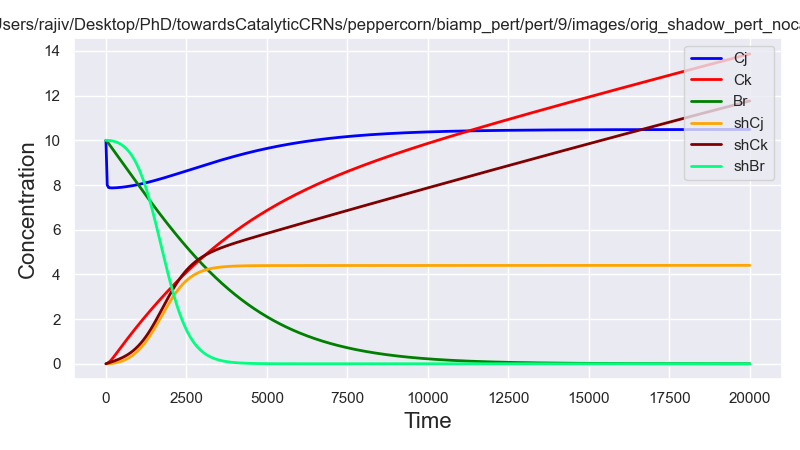 Users/rajiv/Desktop/PhD/towardsCatalyticCRNs/peppercorn/biamp_pert/pert/9/images/orig_shadow_pert_noca
14
12
10
8
6
4
2
0
Concentration
0 2500 5000 7500 10000 12500 15000 17500 20000
Time
Cj
Ck
Br
shCj
shCk
shBr